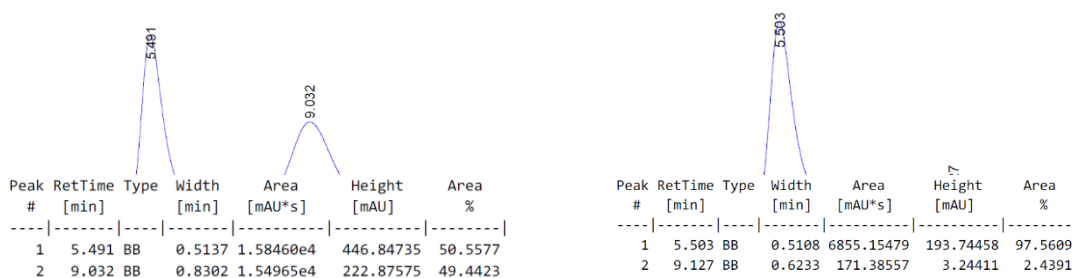 5.491
9.032
Peak RetTime Type Width Area Height Area
# [min] [min] [mAU*s] [mAU] %
----|-------|----|-------|----------|----------|--------|
1 5.491 BB 0.5137 1.58460e4 446.84735 50.5577
2 9.032 BB 0.8302 1.54965e4 222.87575 49.4423
5.503
Peak RetTime Type Width Area Height Area
# [min] [min] [mAU*s] [mAU] %
----|-------|----|-------|----------|----------|--------|
1 5.503 BB 0.5108 6855.15479 193.74458 97.5609
2 9.127 BB 0.6233 171.38557 3.24411 2.4391